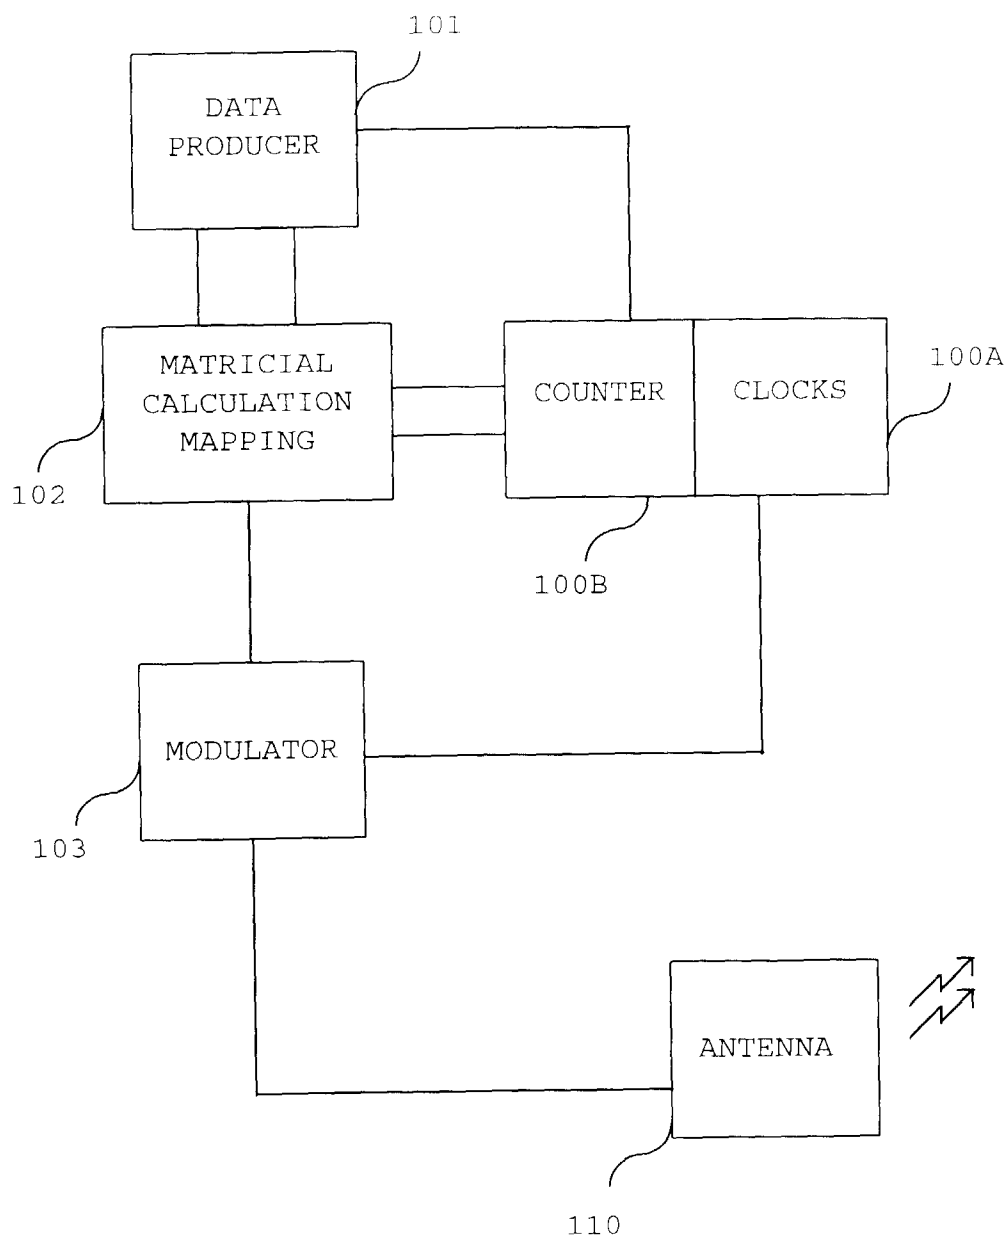 101
DATA
PRODUCER
MATRICIAL
CALCULATION
MAPPING
COUNTER
CLOCKS
100A
102
100B
MODULATOR
103
ANTENNA
110